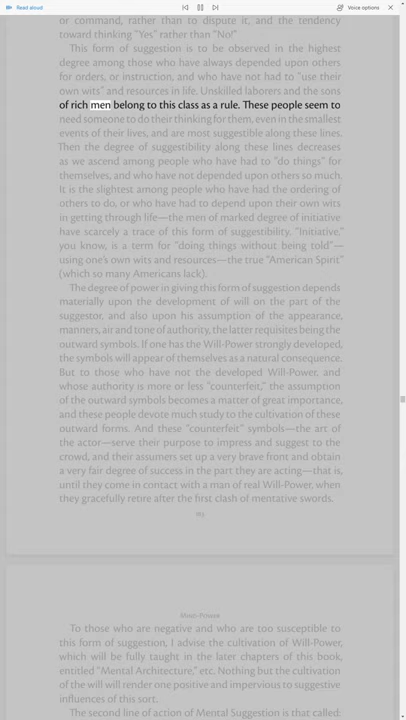 Read aloud
Voice options
or command, rather than to dispute it, and the tendency
toward thinking "Yes" rather than "No!"
This form of suggestion is to be observed in the highest
degree among those who have always depended upon others
for orders, or instruction, and who have not had to "use their
own wits" and resources in life. Unskilled laborers and the sons
of rich men belong to this class as a rule. These people seem to
need someone to do their thinking for them, even in the smallest
events of their lives, and are most suggestible along these lines.
Then the degree of suggestibility along these lines decreases
as we ascend among people who have had to "do things" for
themselves, and who have not depended upon others so much.
It is the slightest among people who have had the ordering of
others to do, or who have had to depend upon their own wits
in getting through life—the men of marked degree of initiative
have scarcely a trace of this form of suggestibility. "Initiative,"
you know, is a term for "doing things without being told"—
using one's own wits and resources—the true "American Spirit"
(which so many Americans lack).
The degree of power in giving this form of suggestion depends
materially upon the development of will on the part of the
suggestor, and also upon his assumption of the appearance,
manners, air and tone of authority, the latter requisites being the
outward symbols. If one has the Will-Power strongly developed,
the symbols will appear of themselves as a natural consequence.
But to those who have not the developed Will-Power, and
whose authority is more or less "counterfeit," the assumption
of the outward symbols becomes a matter of great importance,
and these people devote much study to the cultivation of these
outward forms. And these "counterfeit" symbols—the art of
the actor—serve their purpose to impress and suggest to the
crowd, and their assumers set up a very brave front and obtain
a very fair degree of success in the part they are acting—that is,
until they come in contact with a man of real Will-Power, when
they gracefully retire after the first clash of mentative swords.
Mind-Power
To those who are negative and who are too susceptible to
this form of suggestion, I advise the cultivation of Will-Power,
which will be fully taught in the later chapters of this book,
entitled "Mental Architecture," etc. Nothing but the cultivation
of the will will render one positive and impervious to suggestive
influences of this sort.
The second line of action of Mental Suggestion is that called: